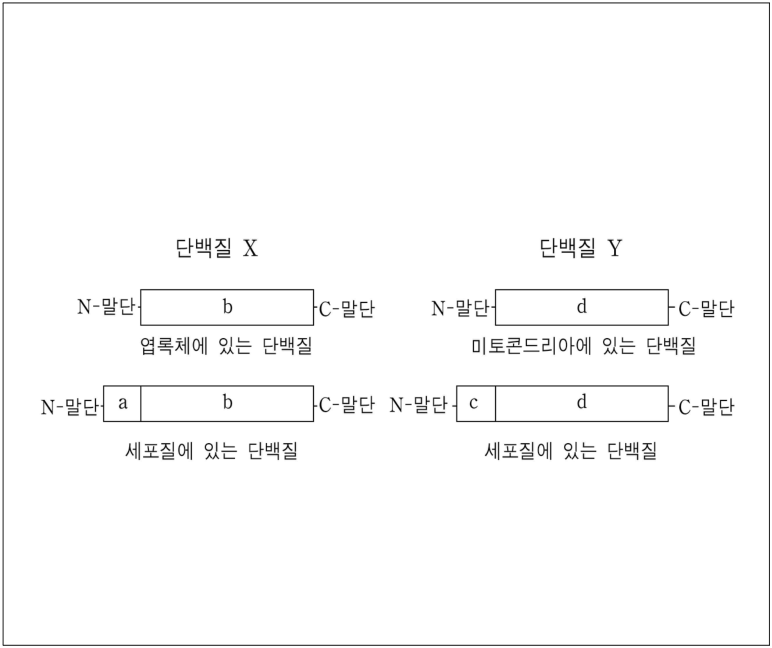 단백질 X
단백질 Y
N-말단 b C-말단
N-말단 d C-말단
엽록체에 있는 단백질
미토콘드리아에 있는 단백질
N-말단 a b C-말단
N-말단 c d C-말단
세포질에 있는 단백질
세포질에 있는 단백질